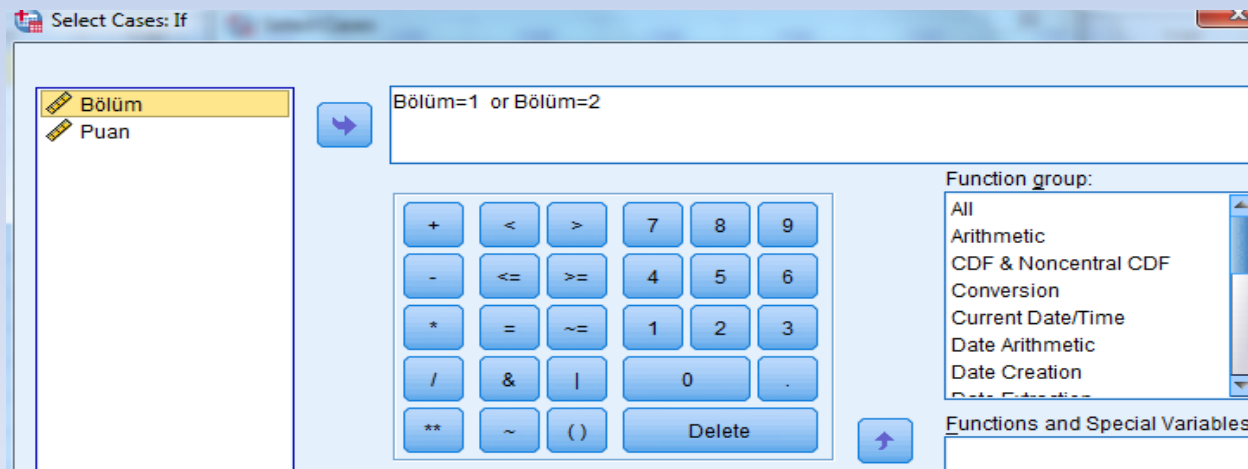 Select Cases: If
Bölüm
Puan
Bölüm=1 or Bölüm=2
Function group:
All
Arithmetic
CDF & Noncentral CDF
Conversion
Current Date/Time
Date Arithmetic
Date Creation
+ < > 7 8 9
- <= >= 4 5 6
* = ~= 1 2 3
/ & | 0 .
** ~ ( ) Delete
Functions and Special Variables